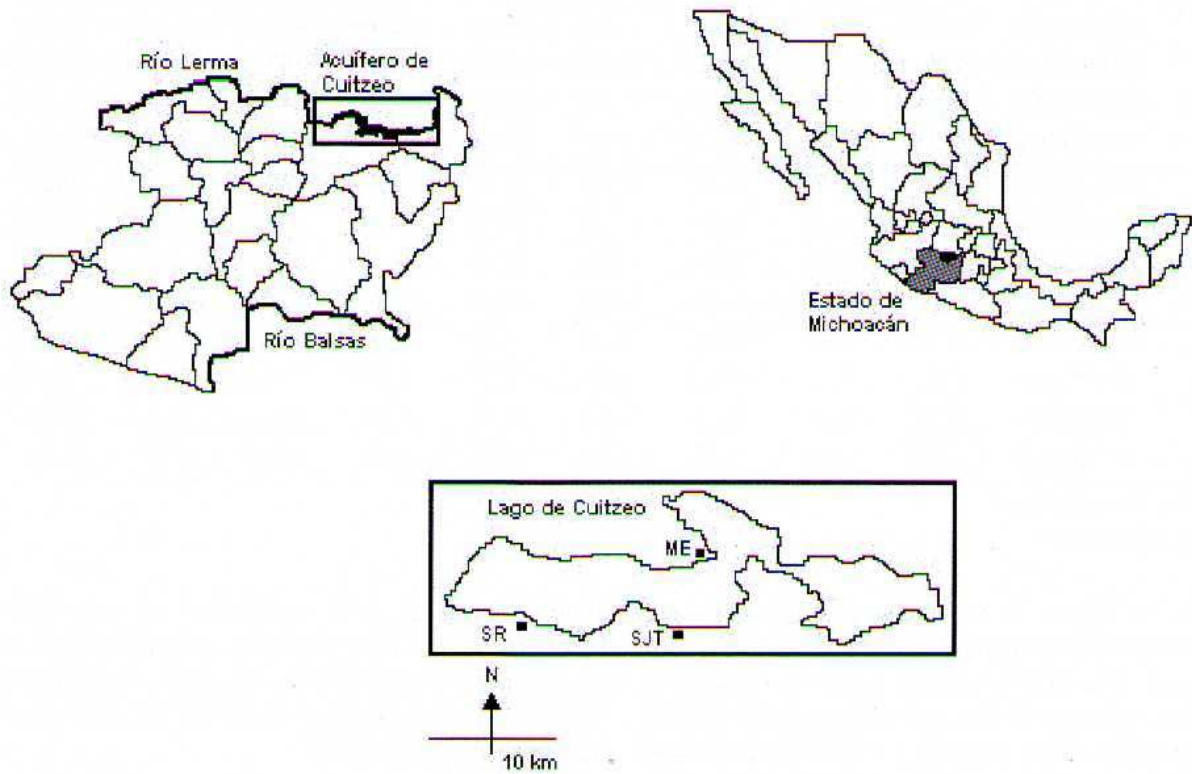 Río Lerma
Acuífero de
Cuitzeo
Río Balsas
Estado de
Michoacán
Lago de Cuitzeo
ME
SR
SJT
N
10 km